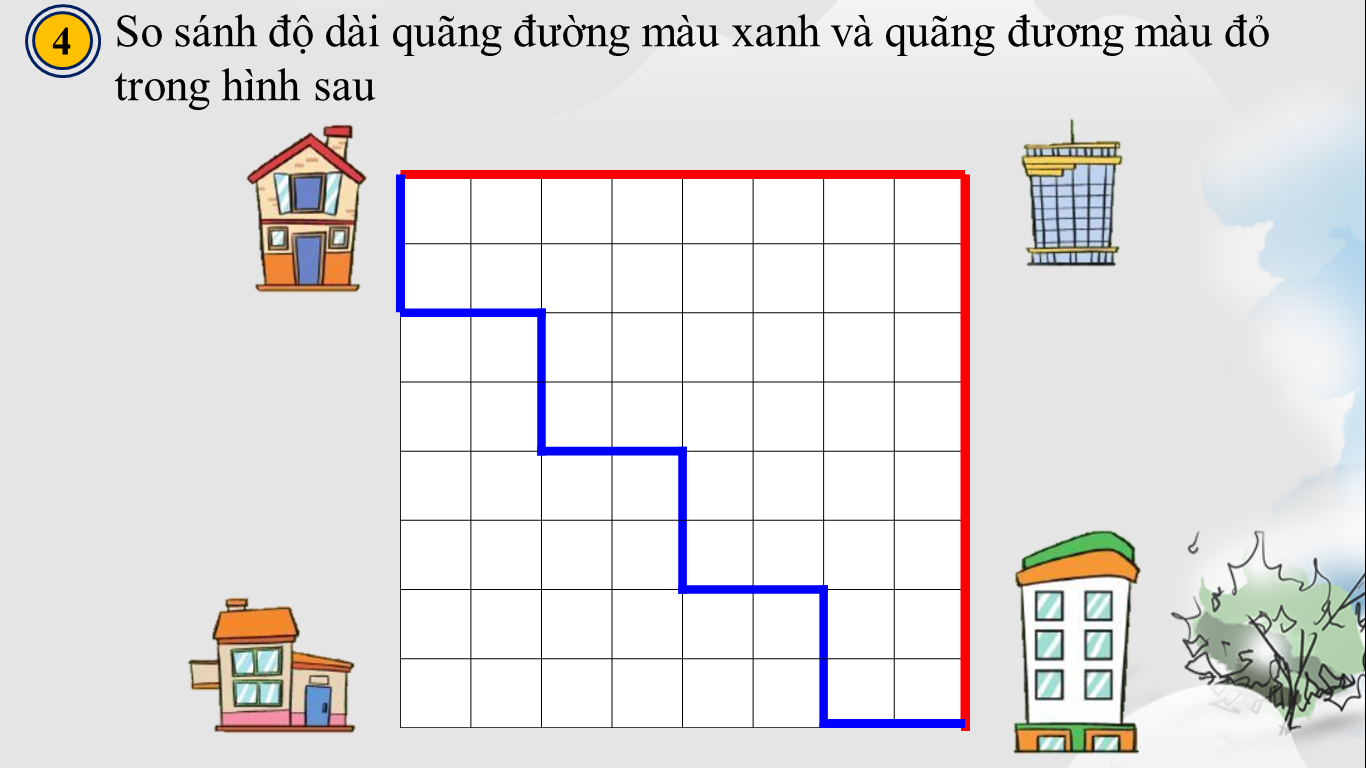 4
So sánh độ dài quãng đường màu xanh và quãng đương màu đỏ
trong hình sau